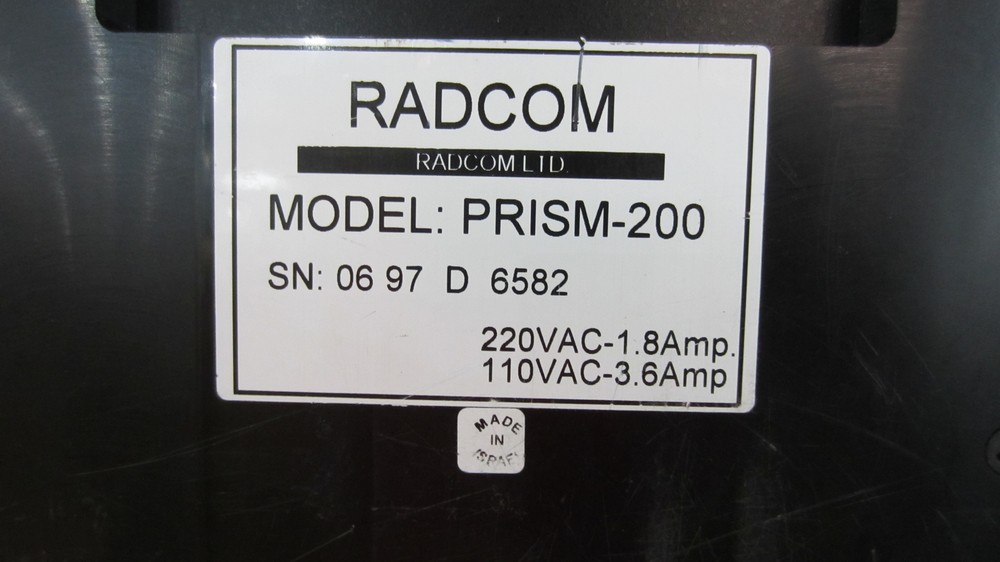 RADCOM
RADCOM LTD.
MODEL: PRISM-200
SN: 06 97 D 6582
220VAC-1.8Amp.
110VAC-3.6Amp
MADE
IN
ISRAEL